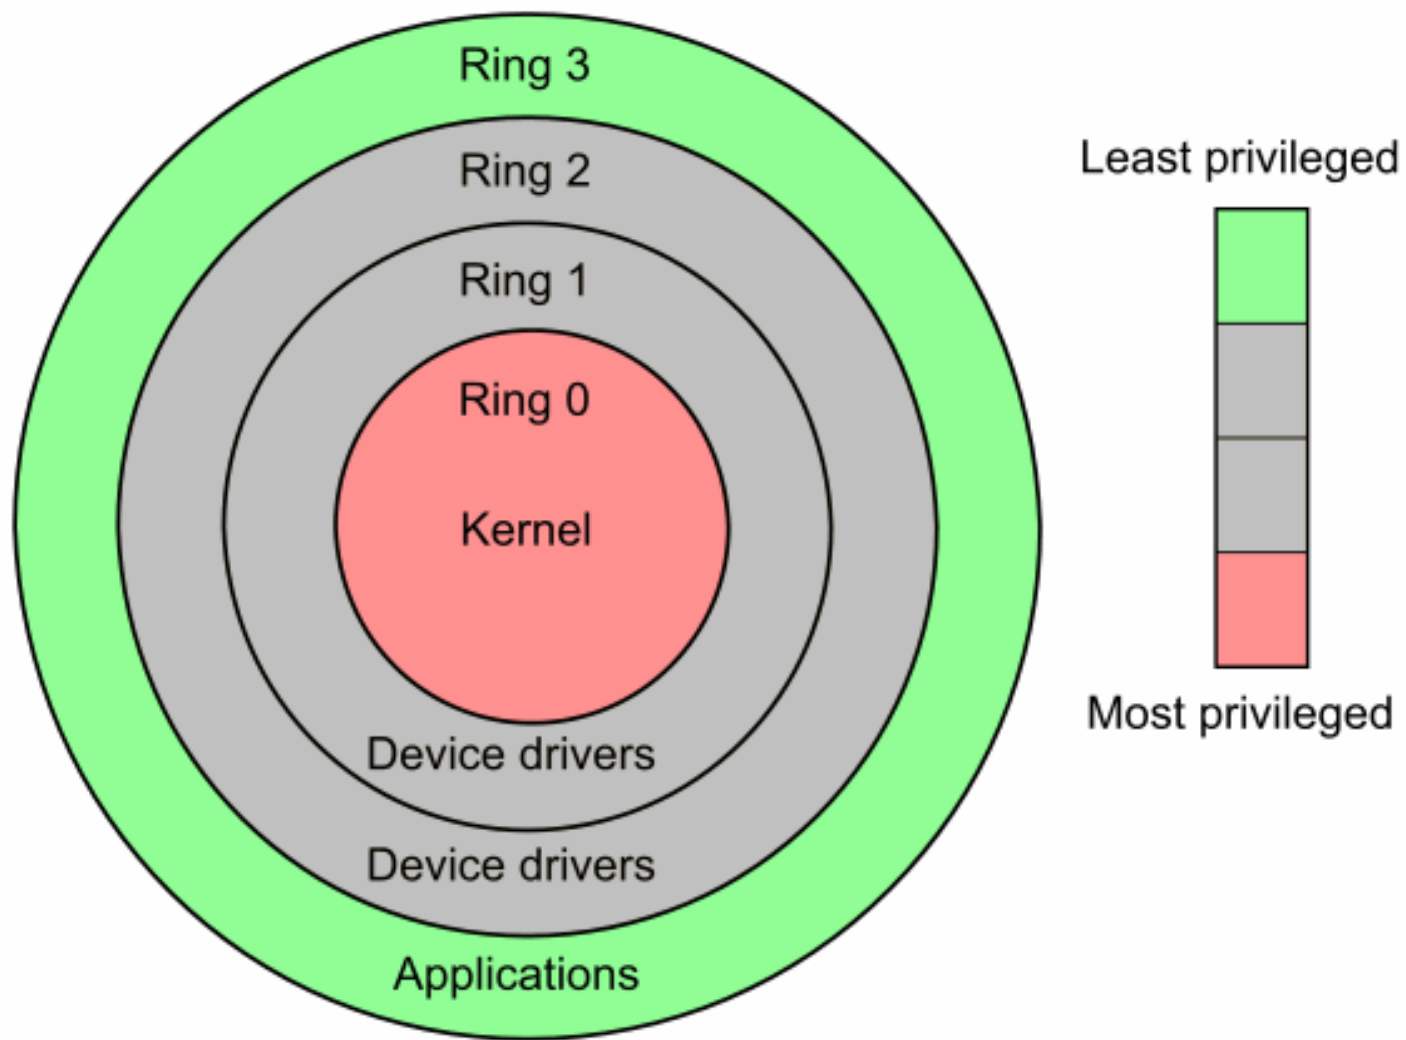 Ring 3
Ring 2
Ring 1
Ring 0
Kernel
Device drivers
Device drivers
Applications
Least privileged
Most privileged